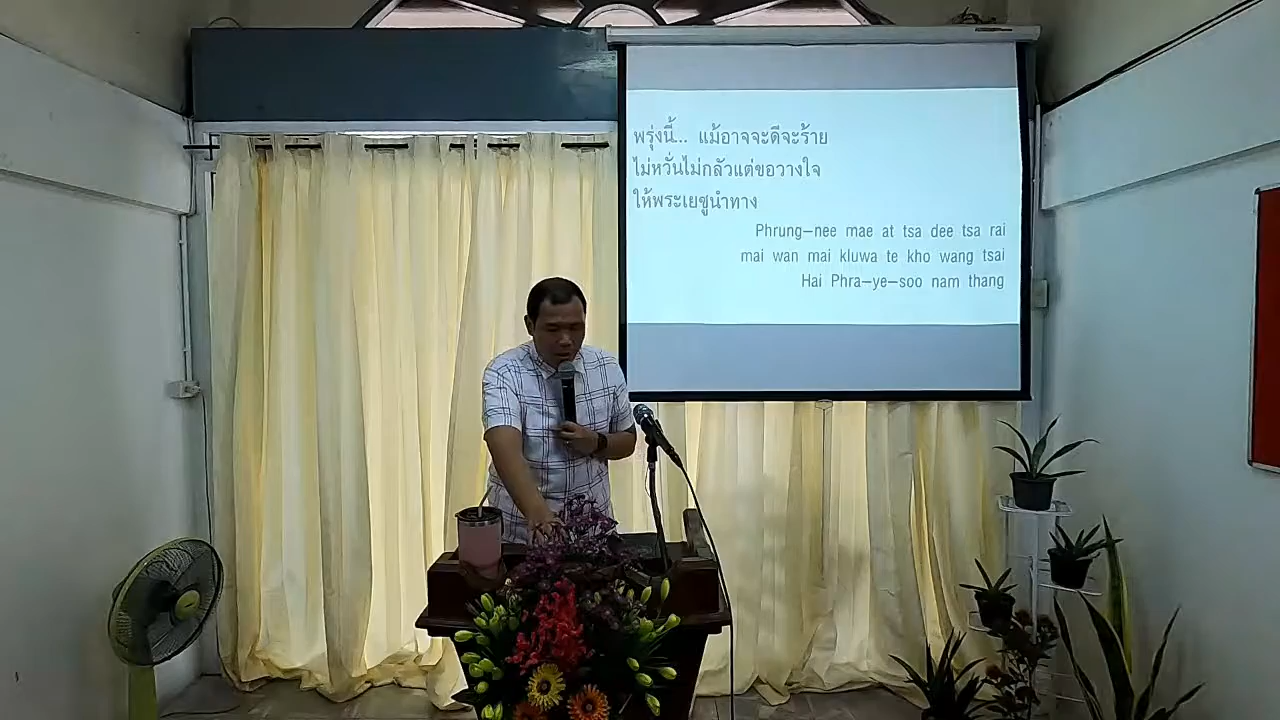 พรุ่งนี้... แม้อาจจะดีจะร้าย
ไม่หวั่นไม่กลัวแต่ขอวางใจ
ให้พระเยซูนำทาง
Phrung-nee mae at tsa dee tsa rai
mai wan mai kluwa te kho wang tsai
Hai Phra-ye-soo nam thang